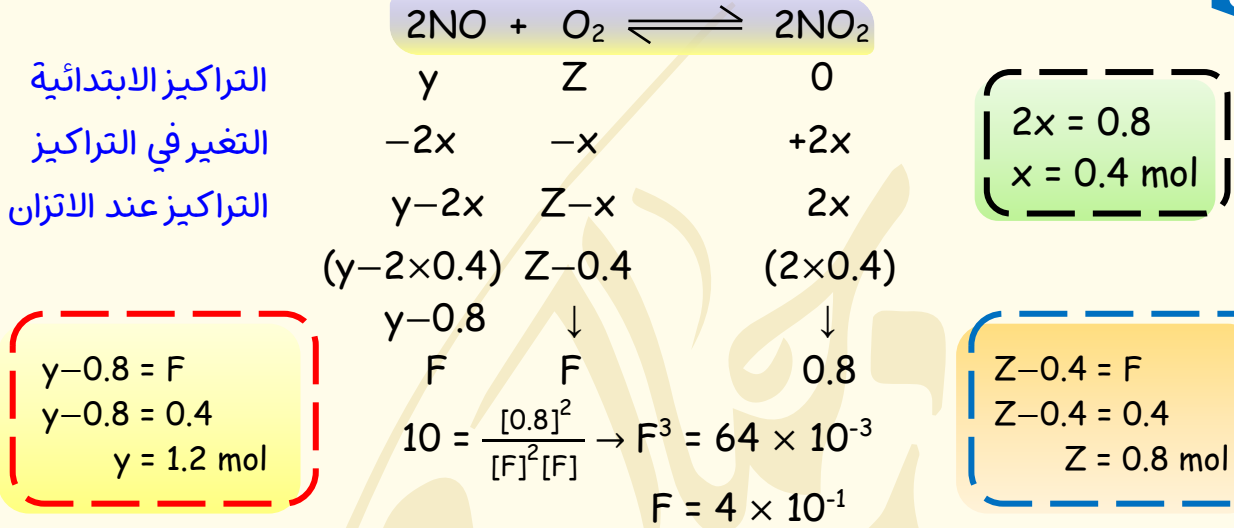 2NO + O₂ ⇌ 2NO₂
التراكيز الابتدائية y Z 0
التغير في التراكيز −2x −x +2x
التراكيز عند الاتزان y−2x Z−x 2x
(y−2×0.4) Z−0.4 (2×0.4)
y−0.8 ↓ ↓
F F 0.8
10 = [0.8]² / [F]²[F] → F³ = 64 × 10⁻³
F = 4 × 10⁻¹
2x = 0.8
x = 0.4 mol
y−0.8 = F
y−0.8 = 0.4
y = 1.2 mol
Z−0.4 = F
Z−0.4 = 0.4
Z = 0.8 mol